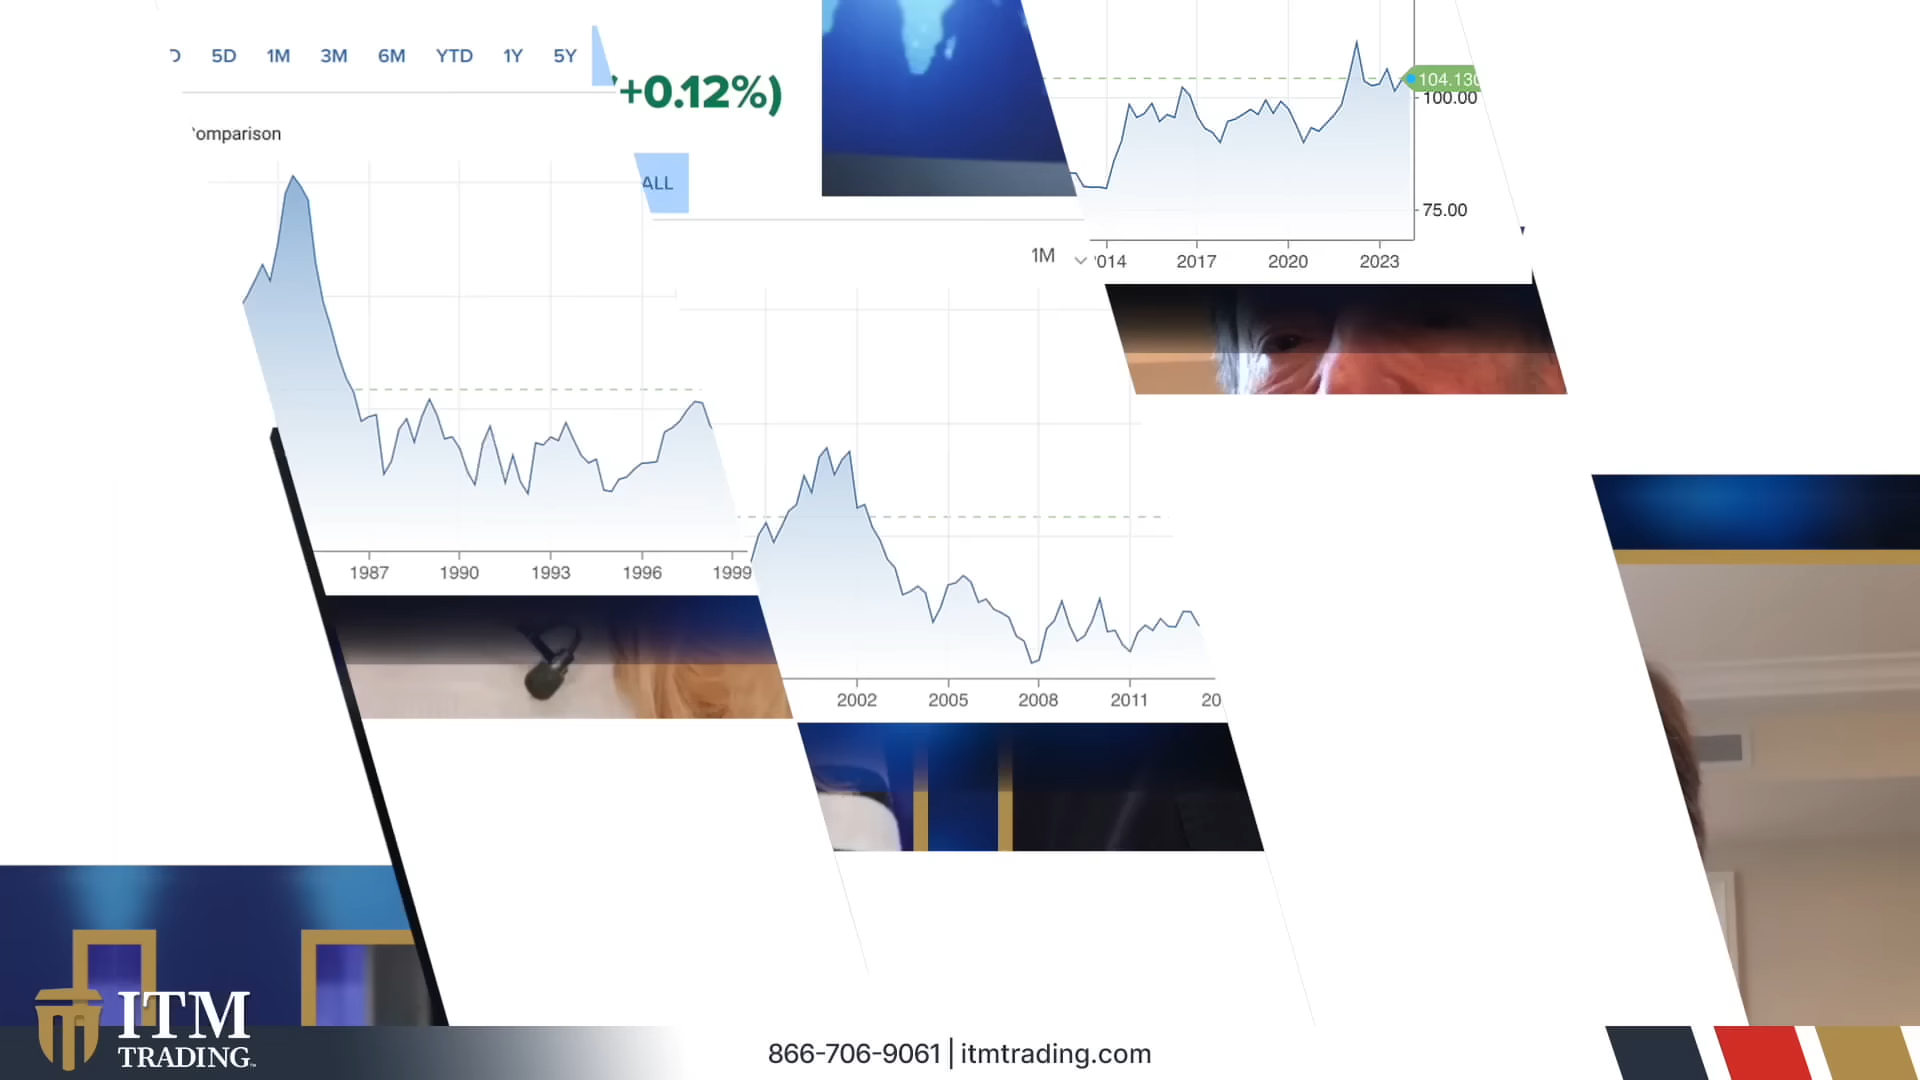 5D 1M 3M 6M YTD 1Y 5Y
+0.12%)
omparison
ALL
1M
104.130
100.00
75.00
014 2017 2020 2023
1987 1990 1993 1996 1999
2002 2005 2008 2011 20
ITM
TRADING
866-706-9061 | itmtrading.com